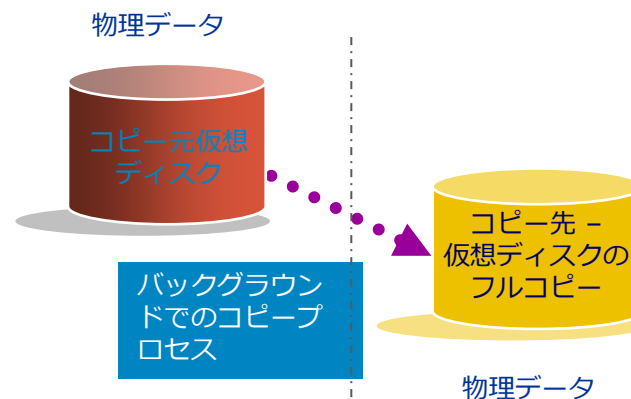 物理データ
コピー元仮想
ディスク
コピー先 –
仮想ディスクの
フルコピー
バックグラウン
ドでのコピープ
ロセス
物理データ